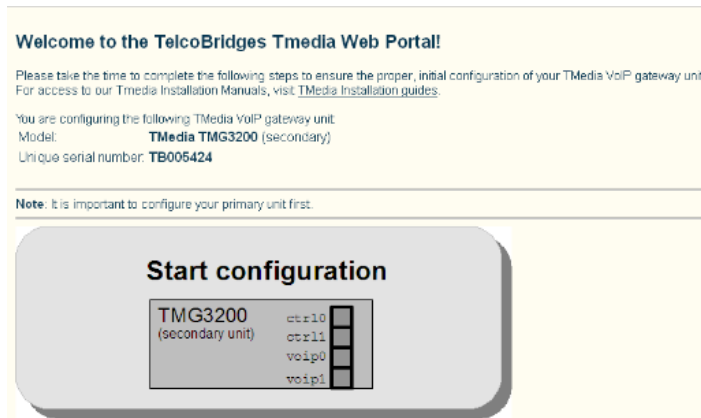 Welcome to the TelcoBridges Tmedia Web Portal!
Please take the time to complete the following steps to ensure the proper, initial configuration of your TMedia VoIP gateway unit
For access to our Tmedia Installation Manuals, visit TMedia Installation guides.
You are configuring the following TMedia VoIP gateway unit:
Model: TMedia TMG3200 (secondary)
Unique serial number: TB005424
Note: It is important to configure your primary unit first.
Start configuration
TMG3200
(secondary unit)
ctrl0
ctrl1
voip0
voip1